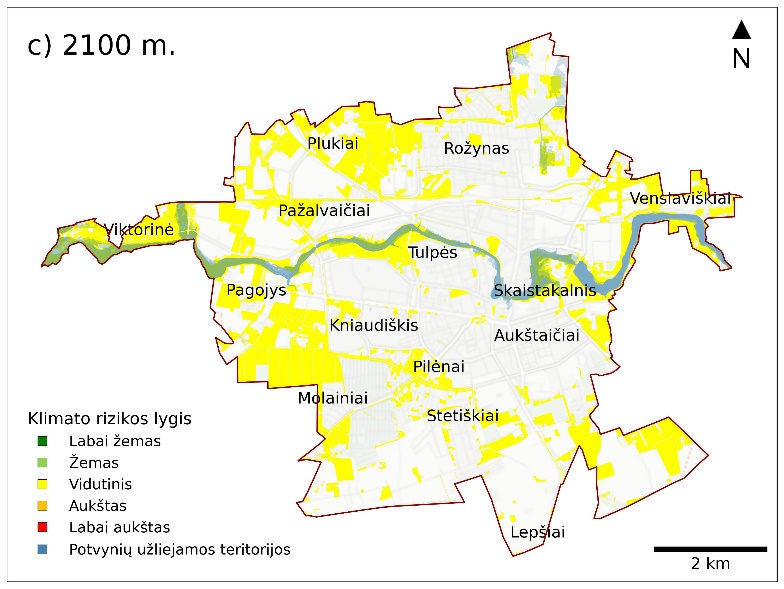 c) 2100 m.
N
Plukiai
Rožynas
Venslaviškiai
Pažalvaičiai
Viktorinė
Tulpės
Pagojys
Skaistakalnis
Kniaudiškis
Aukštaičiai
Pilėnai
Molainiai
Stetiškiai
Klimato rizikos lygis
Labai žemas
Žemas
Vidutinis
Aukštas
Labai aukštas
Potvynių užliejamos teritorijos
Lepšiai
2 km